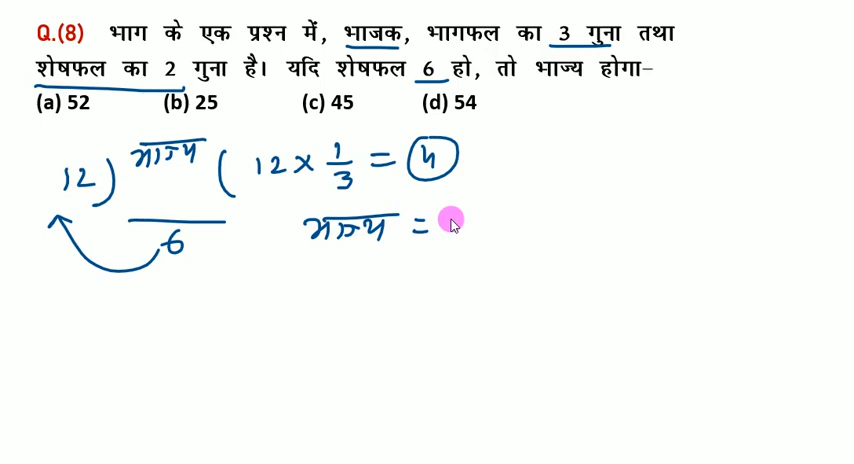 Q.(8) भाग के एक प्रश्न में, भाजक, भागफल का 3 गुना तथा
शेषफल का 2 गुना है। यदि शेषफल 6 हो, तो भाज्य होगा–
(a) 52 (b) 25 (c) 45 (d) 54
12 ) भाज्य ( 12 × 1/3 = 4
6
भाज्य =